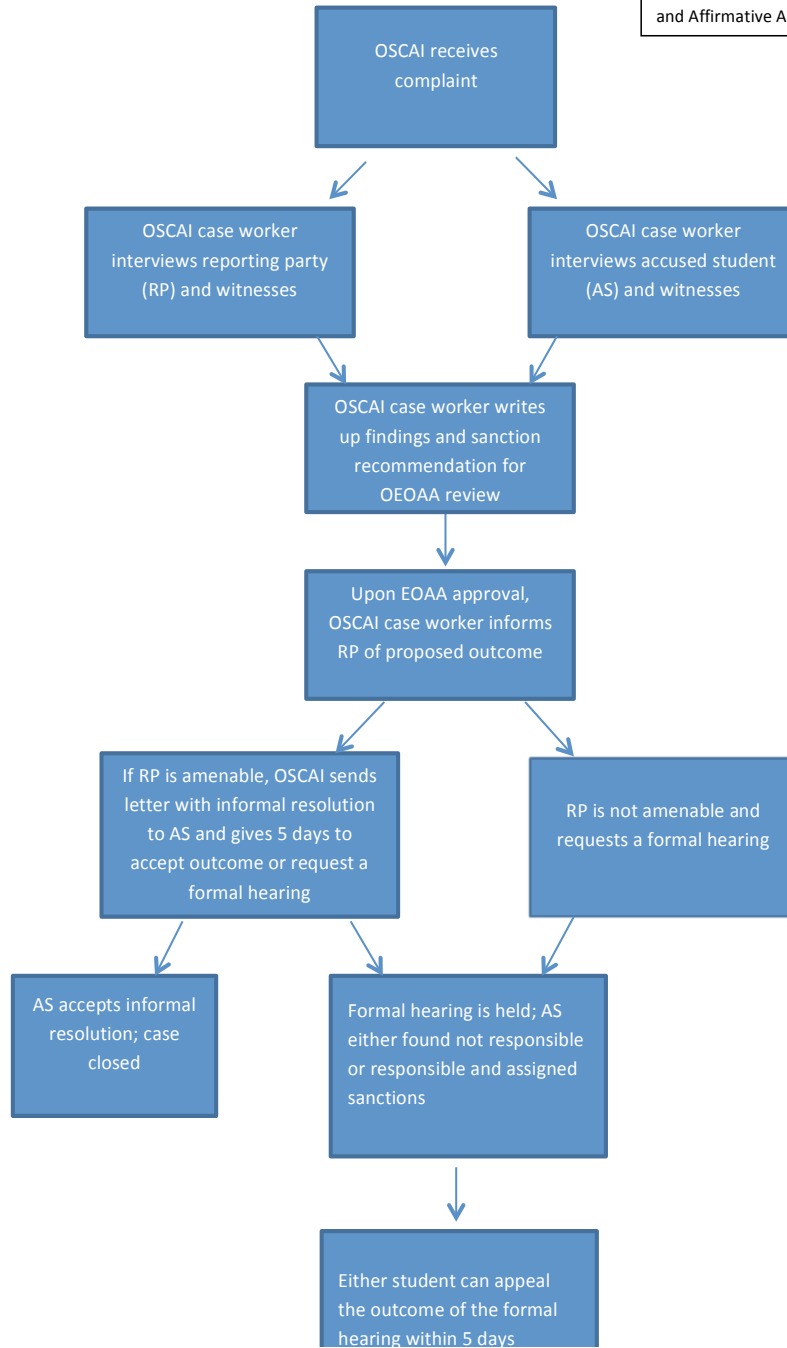 and Affirmative A
OSCAI receives
complaint
OSCAI case worker
interviews reporting party
(RP) and witnesses
OSCAI case worker
interviews accused student
(AS) and witnesses
OSCAI case worker writes
up findings and sanction
recommendation for
OEOAA review
Upon EOAA approval,
OSCAI case worker informs
RP of proposed outcome
If RP is amenable, OSCAI sends
letter with informal resolution
to AS and gives 5 days to
accept outcome or request a
formal hearing
RP is not amenable and
requests a formal hearing
AS accepts informal
resolution; case
closed
Formal hearing is held; AS
either found not responsible
or responsible and assigned
sanctions
Either student can appeal
the outcome of the formal
hearing within 5 days